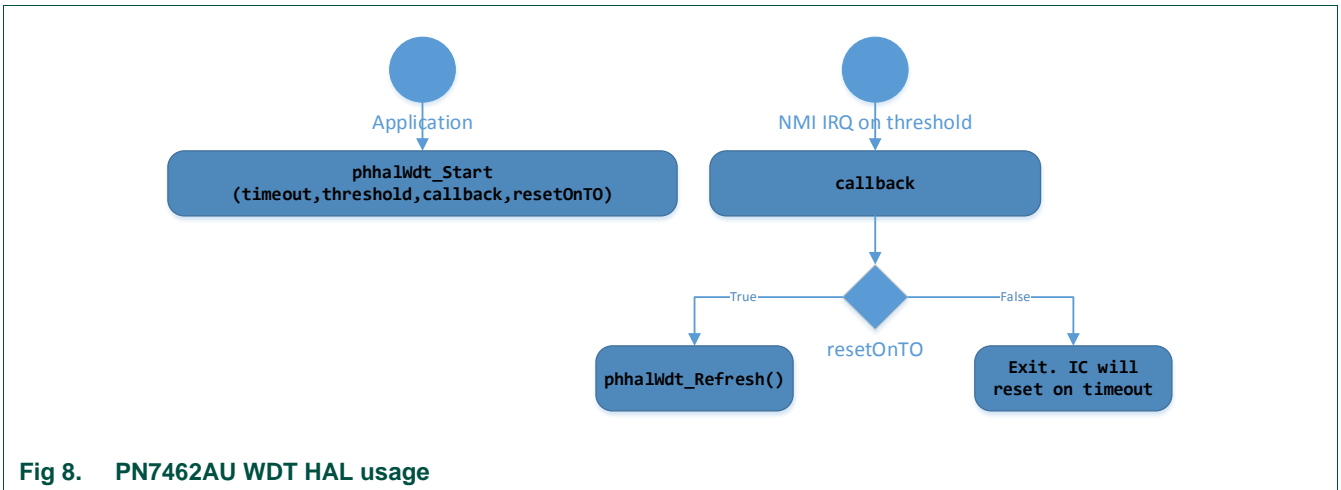 Application
phhalWdt_Start
(timeout,threshold,callback,resetOnTO)
NMI IRQ on threshold
callback
True
False
resetOnTO
phhalWdt_Refresh()
Exit. IC will
reset on timeout
Fig 8. PN7462AU WDT HAL usage